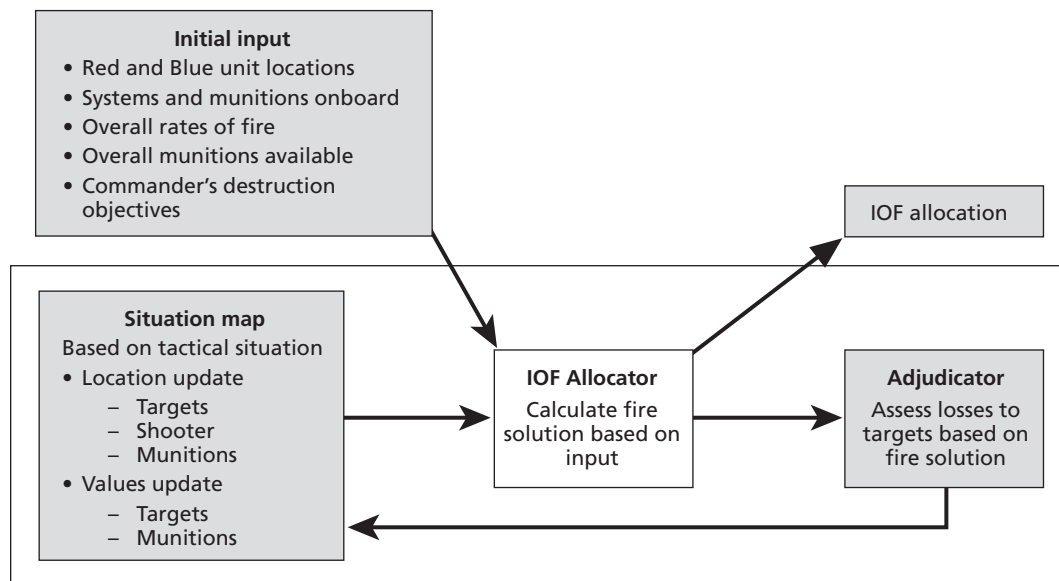 Initial input
• Red and Blue unit locations
• Systems and munitions onboard
• Overall rates of fire
• Overall munitions available
• Commander’s destruction
objectives
IOF allocation
Situation map
Based on tactical situation
• Location update
– Targets
– Shooter
– Munitions
• Values update
– Targets
– Munitions
IOF Allocator
Calculate fire
solution based on
input
Adjudicator
Assess losses to
targets based on
fire solution